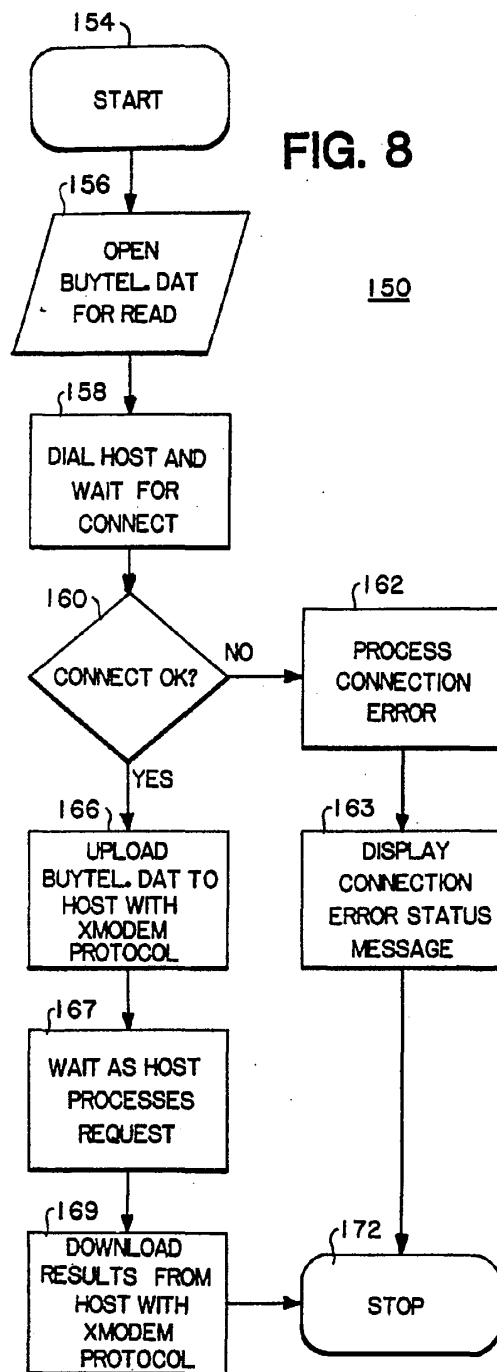 154
START
FIG. 8
156
OPEN
BUYTEL.DAT
FOR READ
150
158
DIAL HOST AND
WAIT FOR
CONNECT
160
CONNECT OK?
NO
YES
162
PROCESS
CONNECTION
ERROR
163
DISPLAY
CONNECTION
ERROR STATUS
MESSAGE
166
UPLOAD
BUYTEL.DAT TO
HOST WITH
XMODEM
PROTOCOL
167
WAIT AS HOST
PROCESSES
REQUEST
169
DOWNLOAD
RESULTS FROM
HOST WITH
XMODEM
PROTOCOL
172
STOP